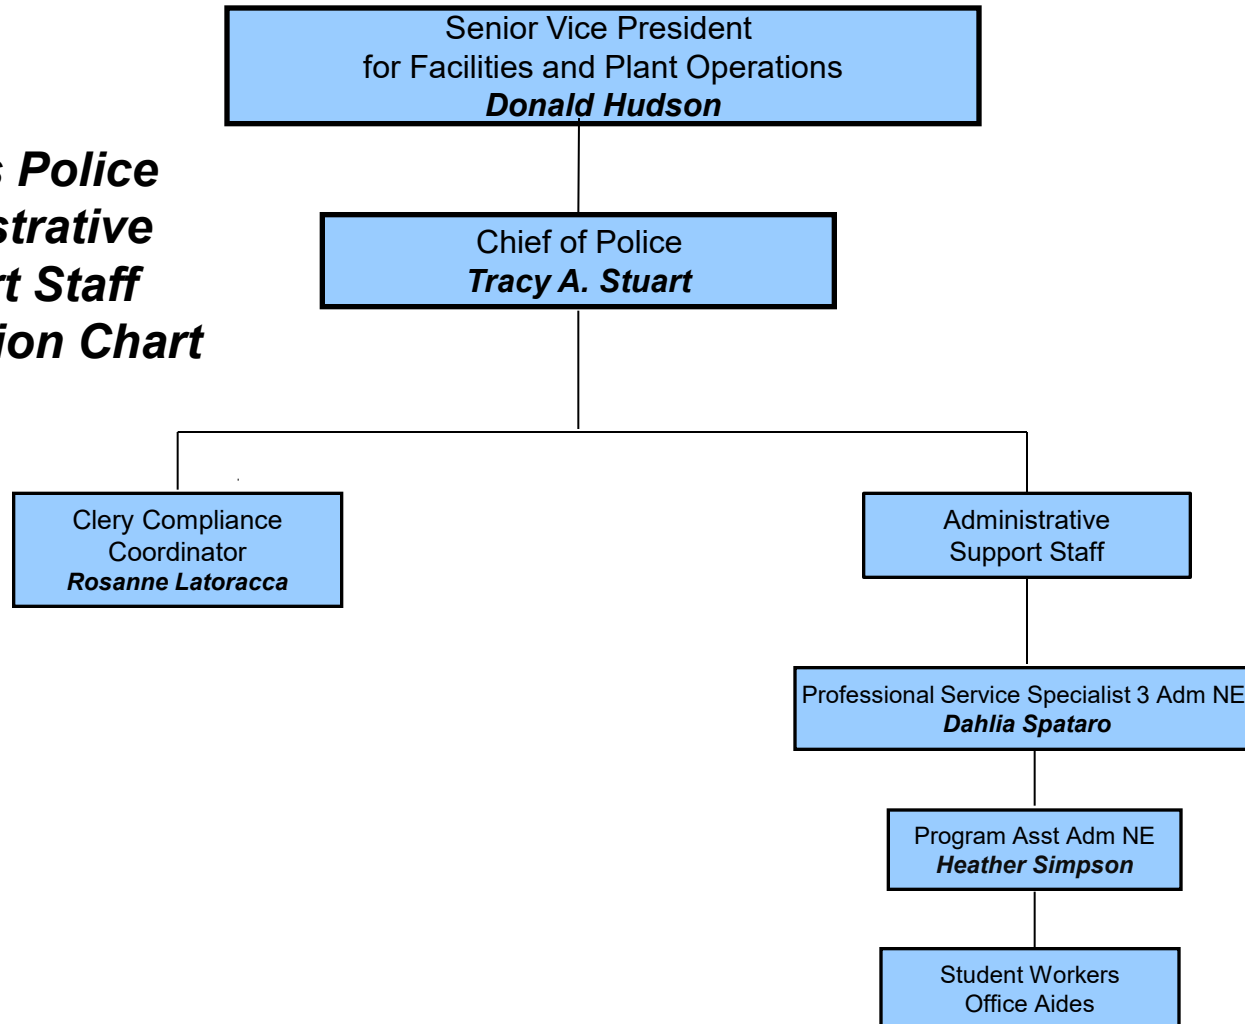 Senior Vice President
for Facilities and Plant Operations
Donald Hudson
Police
Staff
Chart
Chief of Police
Tracy A. Stuart
Clery Compliance
Coordinator
Rosanne Latoracca
Administrative
Support Staff
Professional Service Specialist 3 Adm NE
Dahlia Spataro
Program Asst Adm NE
Heather Simpson
Student Workers
Office Aides